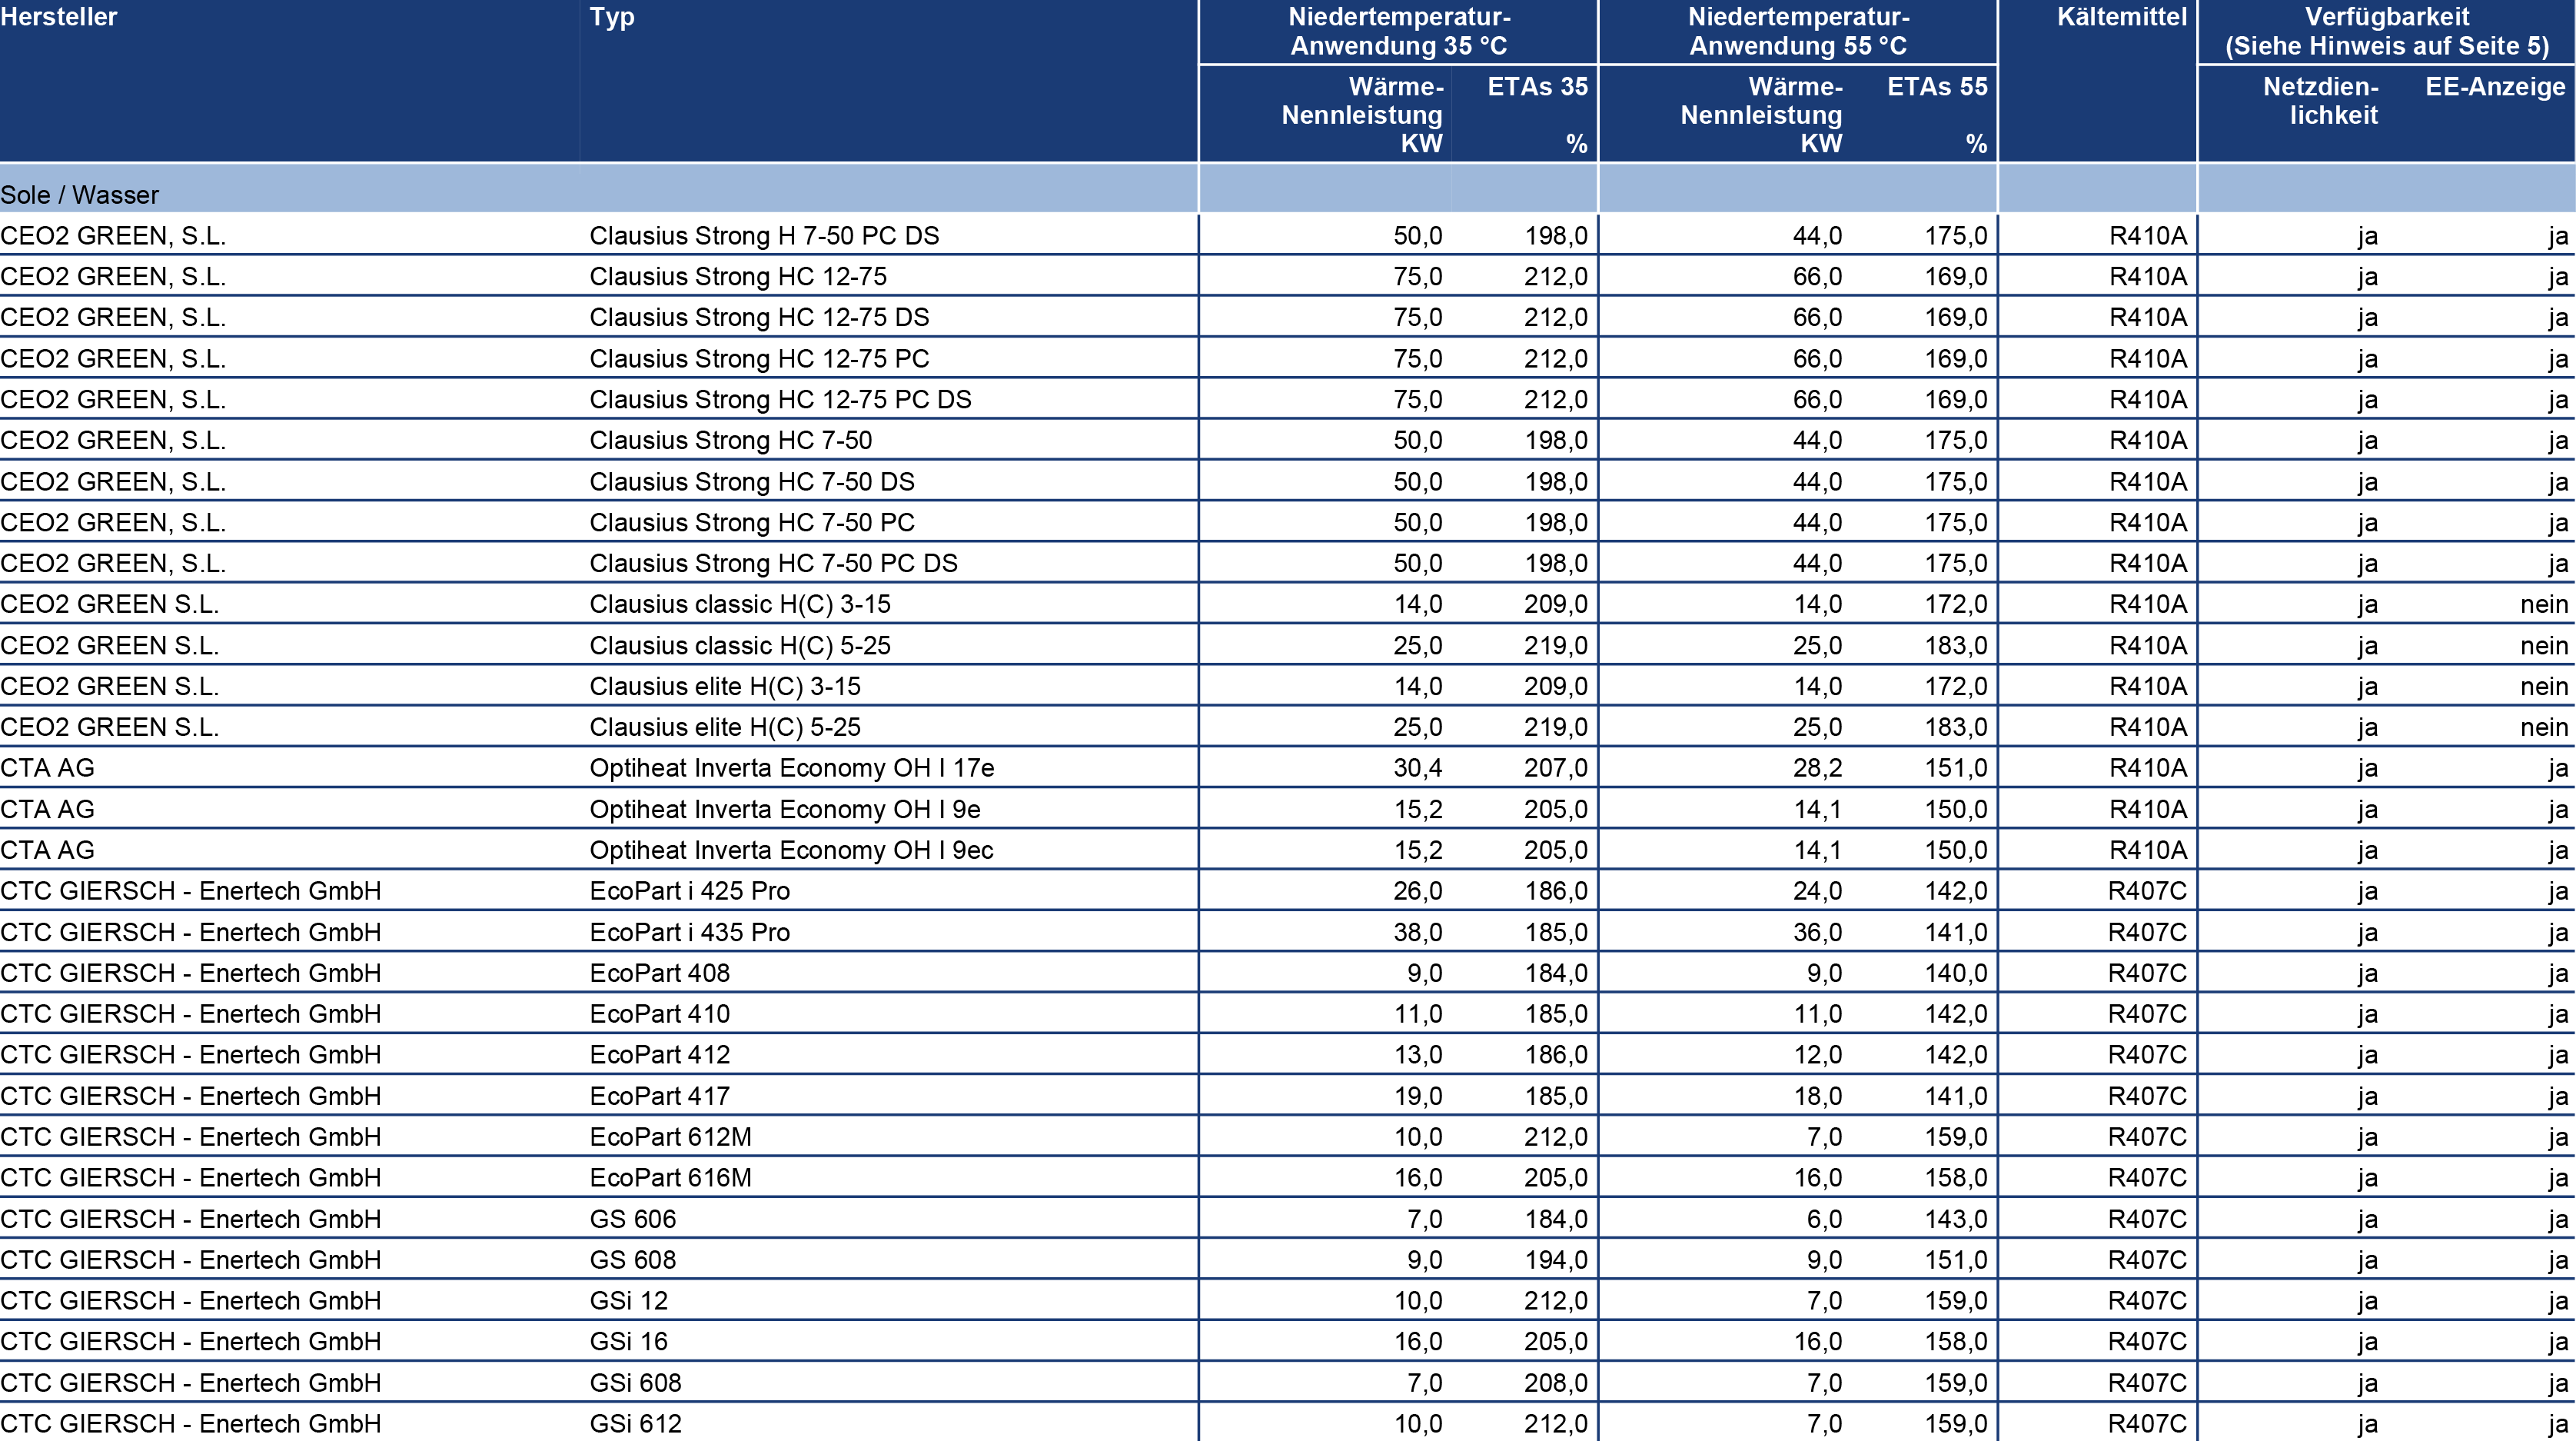 Hersteller Typ Niedertemperatur- Niedertemperatur- Kältemittel Verfügbarkeit
Anwendung 35 °C Anwendung 55 °C (Siehe Hinweis auf Seite 5)
Wärme- ETAs 35 Wärme- ETAs 55 Netzdien- EE-Anzeige
Nennleistung Nennleistung lichkeit
KW % KW %
Sole / Wasser
CEO2 GREEN, S.L. Clausius Strong H 7-50 PC DS 50,0 198,0 44,0 175,0 R410A ja ja
CEO2 GREEN, S.L. Clausius Strong HC 12-75 75,0 212,0 66,0 169,0 R410A ja ja
CEO2 GREEN, S.L. Clausius Strong HC 12-75 DS 75,0 212,0 66,0 169,0 R410A ja ja
CEO2 GREEN, S.L. Clausius Strong HC 12-75 PC 75,0 212,0 66,0 169,0 R410A ja ja
CEO2 GREEN, S.L. Clausius Strong HC 12-75 PC DS 75,0 212,0 66,0 169,0 R410A ja ja
CEO2 GREEN, S.L. Clausius Strong HC 7-50 50,0 198,0 44,0 175,0 R410A ja ja
CEO2 GREEN, S.L. Clausius Strong HC 7-50 DS 50,0 198,0 44,0 175,0 R410A ja ja
CEO2 GREEN, S.L. Clausius Strong HC 7-50 PC 50,0 198,0 44,0 175,0 R410A ja ja
CEO2 GREEN, S.L. Clausius Strong HC 7-50 PC DS 50,0 198,0 44,0 175,0 R410A ja ja
CEO2 GREEN S.L. Clausius classic H(C) 3-15 14,0 209,0 14,0 172,0 R410A ja nein
CEO2 GREEN S.L. Clausius classic H(C) 5-25 25,0 219,0 25,0 183,0 R410A ja nein
CEO2 GREEN S.L. Clausius elite H(C) 3-15 14,0 209,0 14,0 172,0 R410A ja nein
CEO2 GREEN S.L. Clausius elite H(C) 5-25 25,0 219,0 25,0 183,0 R410A ja nein
CTA AG Optiheat Inverta Economy OH I 17e 30,4 207,0 28,2 151,0 R410A ja ja
CTA AG Optiheat Inverta Economy OH I 9e 15,2 205,0 14,1 150,0 R410A ja ja
CTA AG Optiheat Inverta Economy OH I 9ec 15,2 205,0 14,1 150,0 R410A ja ja
CTC GIERSCH - Enertech GmbH EcoPart i 425 Pro 26,0 186,0 24,0 142,0 R407C ja ja
CTC GIERSCH - Enertech GmbH EcoPart i 435 Pro 38,0 185,0 36,0 141,0 R407C ja ja
CTC GIERSCH - Enertech GmbH EcoPart 408 9,0 184,0 9,0 140,0 R407C ja ja
CTC GIERSCH - Enertech GmbH EcoPart 410 11,0 185,0 11,0 142,0 R407C ja ja
CTC GIERSCH - Enertech GmbH EcoPart 412 13,0 186,0 12,0 142,0 R407C ja ja
CTC GIERSCH - Enertech GmbH EcoPart 417 19,0 185,0 18,0 141,0 R407C ja ja
CTC GIERSCH - Enertech GmbH EcoPart 612M 10,0 212,0 7,0 159,0 R407C ja ja
CTC GIERSCH - Enertech GmbH EcoPart 616M 16,0 205,0 16,0 158,0 R407C ja ja
CTC GIERSCH - Enertech GmbH GS 606 7,0 184,0 6,0 143,0 R407C ja ja
CTC GIERSCH - Enertech GmbH GS 608 9,0 194,0 9,0 151,0 R407C ja ja
CTC GIERSCH - Enertech GmbH GSi 12 10,0 212,0 7,0 159,0 R407C ja ja
CTC GIERSCH - Enertech GmbH GSi 16 16,0 205,0 16,0 158,0 R407C ja ja
CTC GIERSCH - Enertech GmbH GSi 608 7,0 208,0 7,0 159,0 R407C ja ja
CTC GIERSCH - Enertech GmbH GSi 612 10,0 212,0 7,0 159,0 R407C ja ja